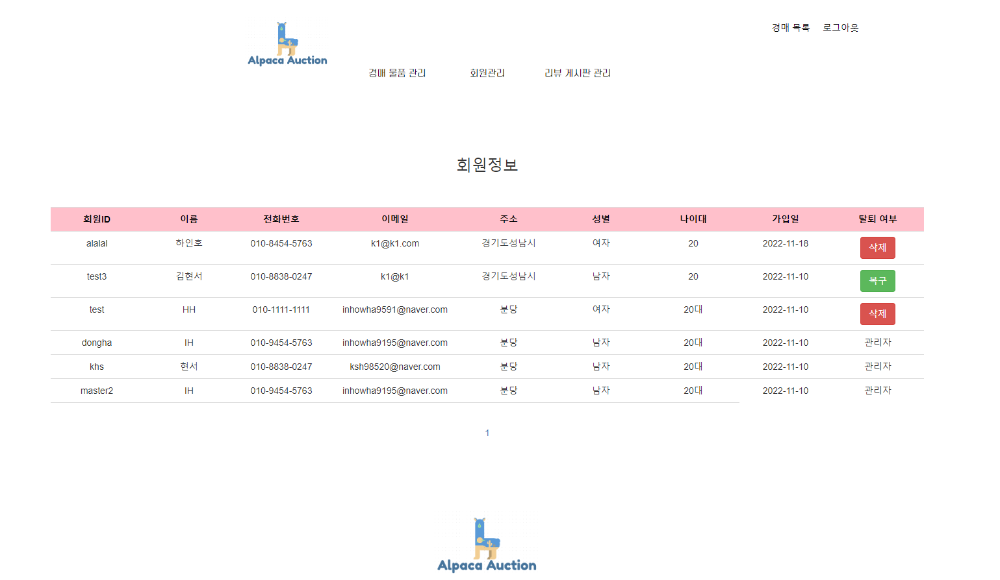 경매 목록 로그아웃
Alpaca Auction
경매 물품 관리 회원관리 리뷰 게시판 관리
회원정보
회원ID 이름 전화번호 이메일 주소 성별 나이대 가입일 탈퇴 여부
alalal 하인호 010-8454-5763 k1@k1.com 경기도성남시 여자 20 2022-11-18 삭제
test3 김현서 010-8838-0247 k1@k1 경기도성남시 남자 20 2022-11-10 복구
test HH 010-1111-1111 inhowha9591@naver.com 분당 여자 20대 2022-11-10 삭제
dongha IH 010-9454-5763 inhowha9195@naver.com 분당 남자 20대 2022-11-10 관리자
khs 현서 010-8838-0247 ksh98520@naver.com 분당 남자 20대 2022-11-10 관리자
master2 IH 010-9454-5763 inhowha9195@naver.com 분당 남자 20대 2022-11-10 관리자
1
Alpaca Auction